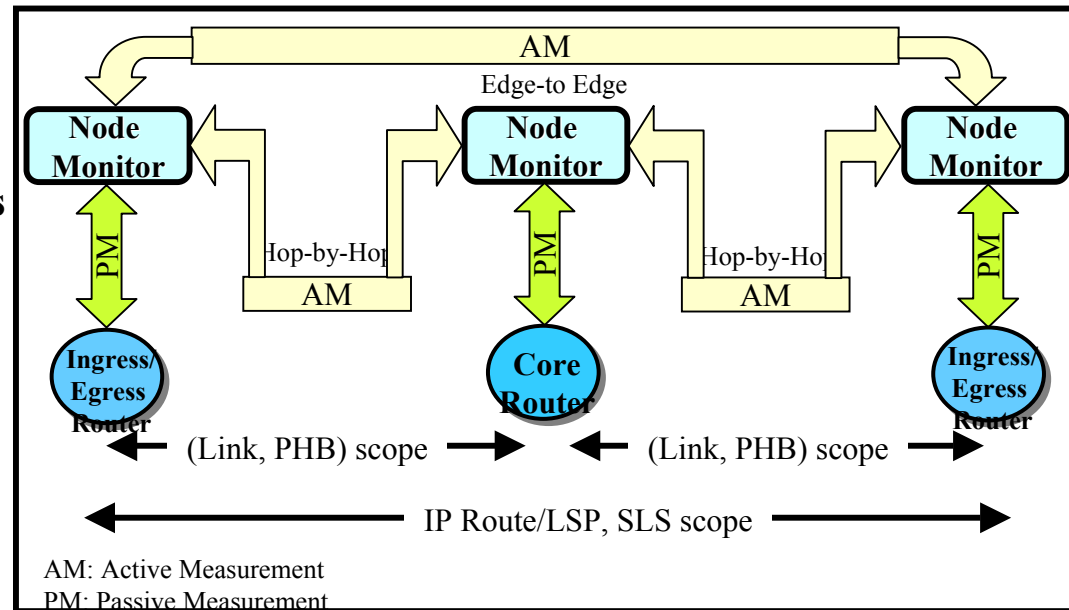 AM
Edge-to Edge
Node
Monitor
Node
Monitor
Node
Monitor
s
PM
PM
PM
Hop-by-Hop
AM
Hop-by-Hop
AM
Ingress/
Egress
Router
Core
Router
Ingress/
Egress
Router
(Link, PHB) scope
(Link, PHB) scope
IP Route/LSP, SLS scope
AM: Active Measurement
PM: Passive Measurement